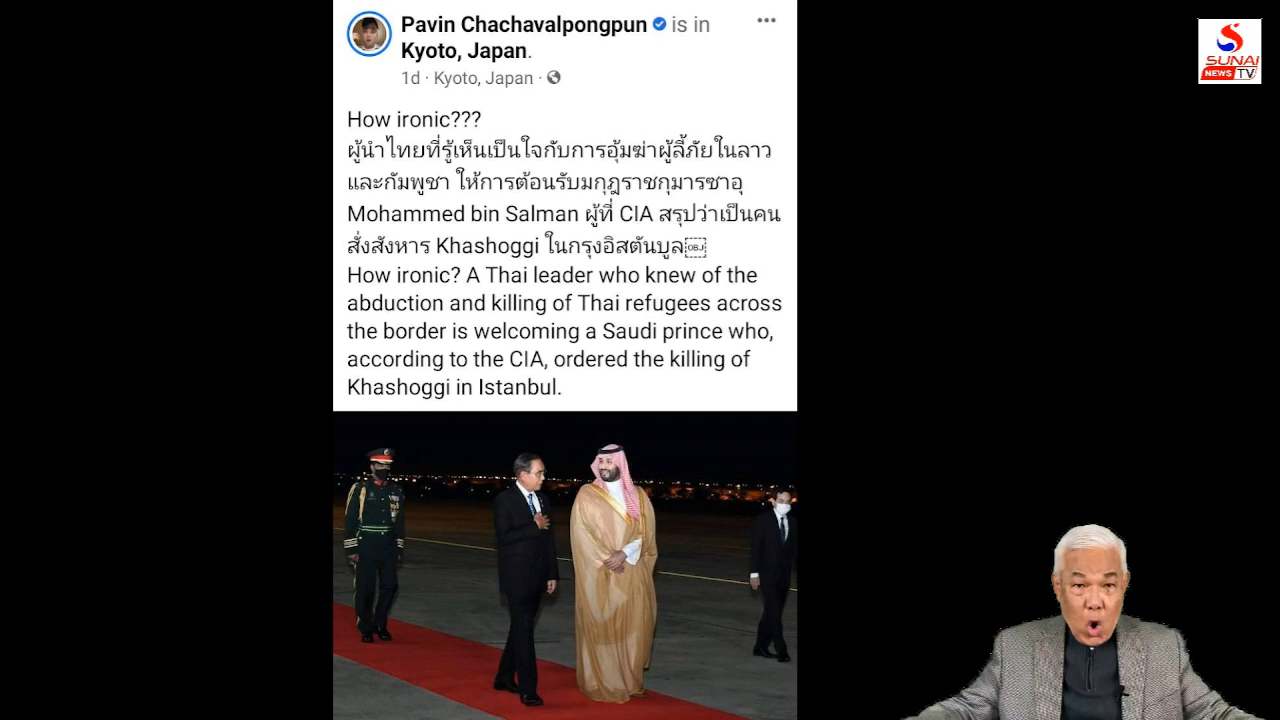 Pavin Chachavalpongpun is in
Kyoto, Japan.
1d · Kyoto, Japan ·
How ironic???
ผู้นำไทยที่รู้เห็นเป็นใจกับการอุ้มฆ่าผู้ลี้ภัยในลาว
และกัมพูชา ให้การต้อนรับมกุฎราชกุมารซาอุ
Mohammed bin Salman ผู้ที่ CIA สรุปว่าเป็นคน
สั่งสังหาร Khashoggi ในกรุงอิสตันบูล￼
How ironic? A Thai leader who knew of the
abduction and killing of Thai refugees across
the border is welcoming a Saudi prince who,
according to the CIA, ordered the killing of
Khashoggi in Istanbul.
SUNAI
NEWS TV